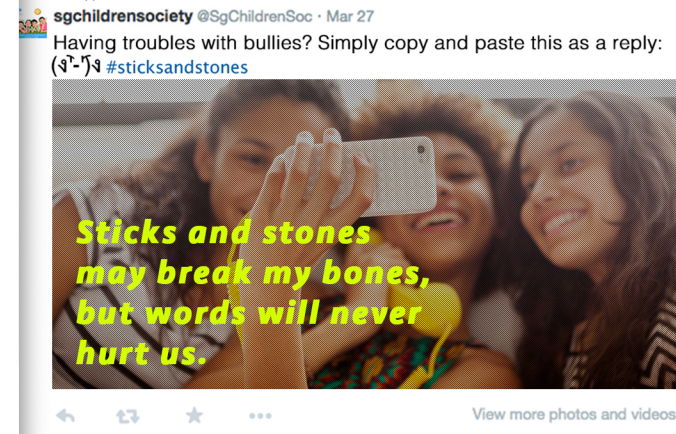 sgchildrensociety @SgChildrenSoc · Mar 27
Having troubles with bullies? Simply copy and paste this as a reply:
(ง ͠° ͟ʖ ͡°)ง #sticksandstones
Sticks and stones
may break my bones,
but words will never
hurt us.
View more photos and videos